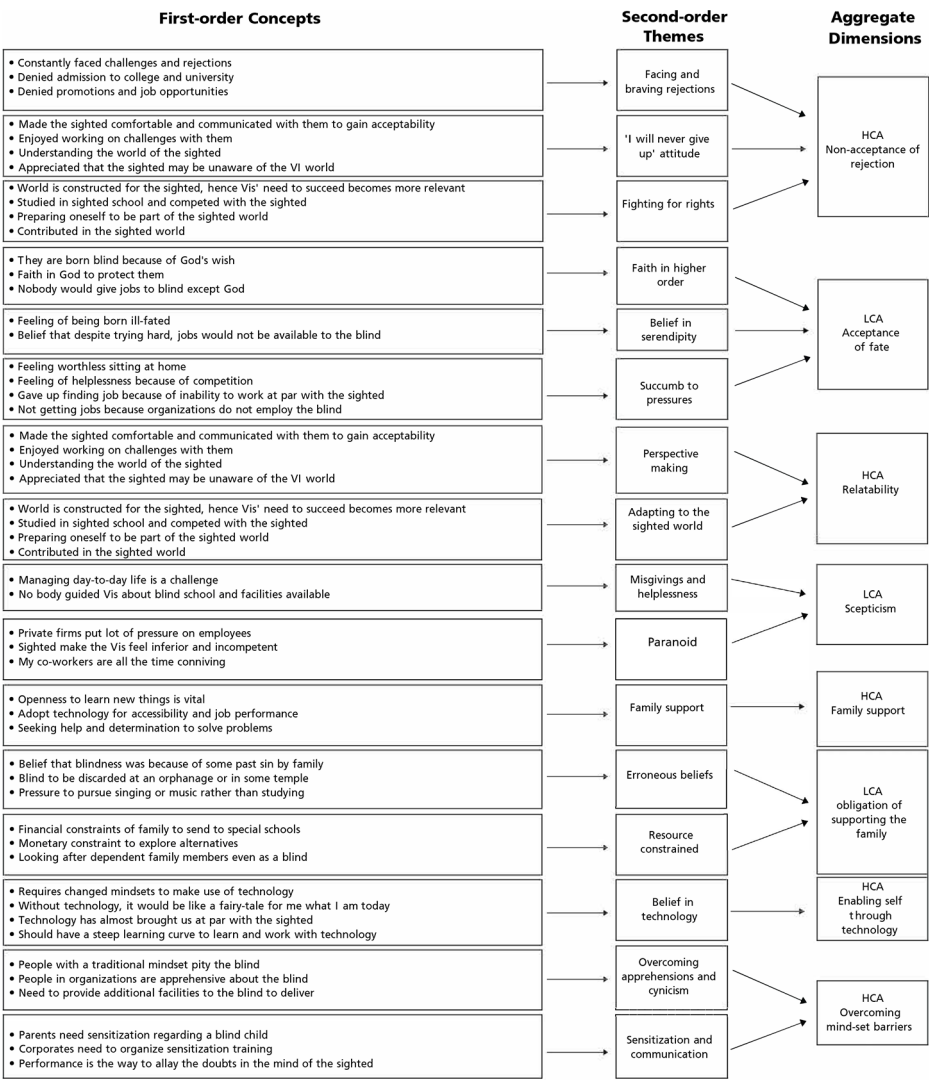 First-order Concepts
Second-order
Themes
Aggregate
Dimensions
• Constantly faced challenges and rejections
• Denied admission to college and university
• Denied promotions and job opportunities
Facing and
braving rejections
• Made the sighted comfortable and communicated with them to gain acceptability
• Enjoyed working on challenges with them
• Understanding the world of the sighted
• Appreciated that the sighted may be unaware of the VI world
'I will never give
up' attitude
• World is constructed for the sighted, hence Vis' need to succeed becomes more relevant
• Studied in sighted school and competed with the sighted
• Preparing oneself to be part of the sighted world
• Contributed in the sighted world
Fighting for rights
HCA
Non-acceptance of
rejection
• They are born blind because of God's wish
• Faith in God to protect them
• Nobody would give jobs to blind except God
Faith in higher
order
• Feeling of being born ill-fated
• Belief that despite trying hard, jobs would not be available to the blind
Belief in
serendipity
• Feeling worthless sitting at home
• Feeling of helplessness because of competition
• Gave up finding job because of inability to work at par with the sighted
• Not getting jobs because organizations do not employ the blind
Succumb to
pressures
LCA
Acceptance
of fate
• Made the sighted comfortable and communicated with them to gain acceptability
• Enjoyed working on challenges with them
• Understanding the world of the sighted
• Appreciated that the sighted may be unaware of the VI world
Perspective
making
• World is constructed for the sighted, hence Vis' need to succeed becomes more relevant
• Studied in sighted school and competed with the sighted
• Preparing oneself to be part of the sighted world
• Contributed in the sighted world
Adapting to the
sighted world
HCA
Relatability
• Managing day-to-day life is a challenge
• No body guided Vis about blind school and facilities available
Misgivings and
helplessness
• Private firms put lot of pressure on employees
• Sighted make the Vis feel inferior and incompetent
• My co-workers are all the time conniving
Paranoid
LCA
Scepticism
• Openness to learn new things is vital
• Adopt technology for accessibility and job performance
• Seeking help and determination to solve problems
Family support
HCA
Family support
• Belief that blindness was because of some past sin by family
• Blind to be discarded at an orphanage or in some temple
• Pressure to pursue singing or music rather than studying
Erroneous beliefs
• Financial constraints of family to send to special schools
• Monetary constraint to explore alternatives
• Looking after dependent family members even as a blind
Resource
constrained
LCA
obligation of
supporting the
family
• Requires changed mindsets to make use of technology
• Without technology, it would be like a fairy-tale for me what I am today
• Technology has almost brought us at par with the sighted
• Should have a steep learning curve to learn and work with technology
Belief in
technology
HCA
Enabling self
through
technology
• People with a traditional mindset pity the blind
• People in organizations are apprehensive about the blind
• Need to provide additional facilities to the blind to deliver
Overcoming
apprehensions and
cynicism
• Parents need sensitization regarding a blind child
• Corporates need to organize sensitization training
• Performance is the way to allay the doubts in the mind of the sighted
Sensitization and
communication
HCA
Overcoming
mind-set barriers